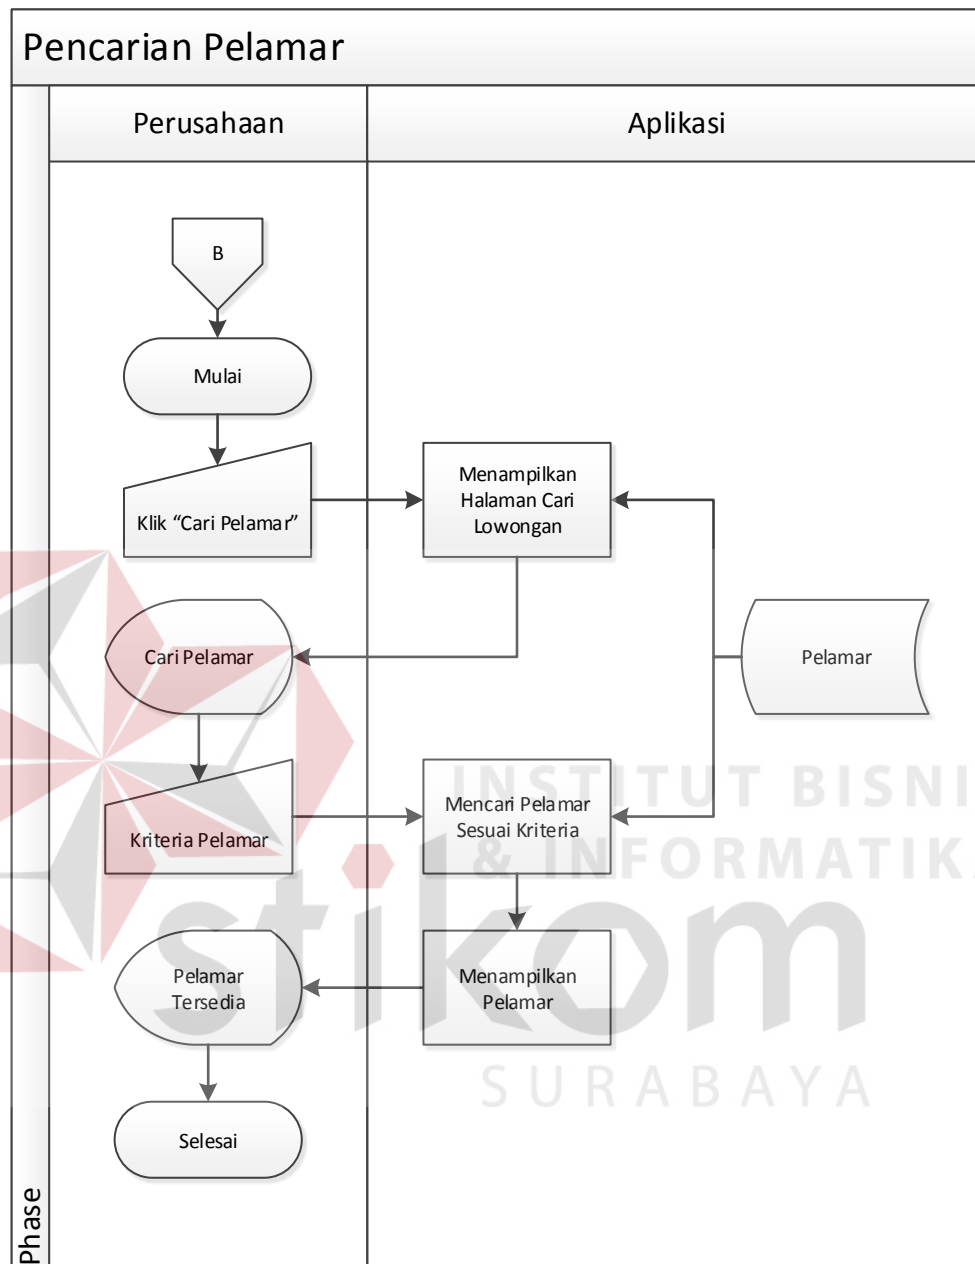 Pencarian Pelamar
Perusahaan
Aplikasi
B
Mulai
Klik “Cari Pelamar”
Menampilkan
Halaman Cari
Lowongan
Cari Pelamar
Pelamar
Kriteria Pelamar
Mencari Pelamar
Sesuai Kriteria
Pelamar
Tersedia
Menampilkan
Pelamar
Selesai
Phase
INSTITUT BISNI
& INFORMATIKA
stikom
SURABAYA